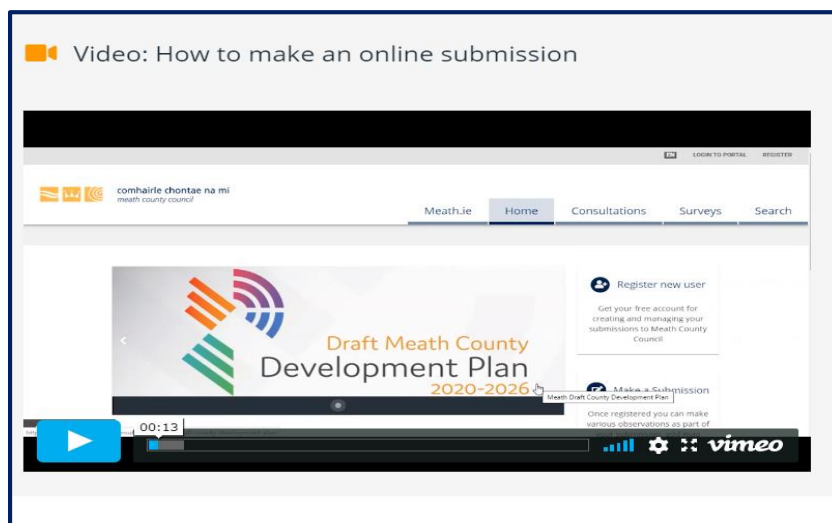 Video: How to make an online submission
EN LOGIN TO PORTAL REGISTER
comhairle chontae na mí
meath county council
Meath.ie Home Consultations Surveys Search
Register new user
Get your free account for
creating and managing your
submissions to Meath County
Council
Draft Meath County
Development Plan
2020-2026
Make a Submission
Meath Draft County Development Plan
Once registered you can make
various observations as part of
00:13
vimeo